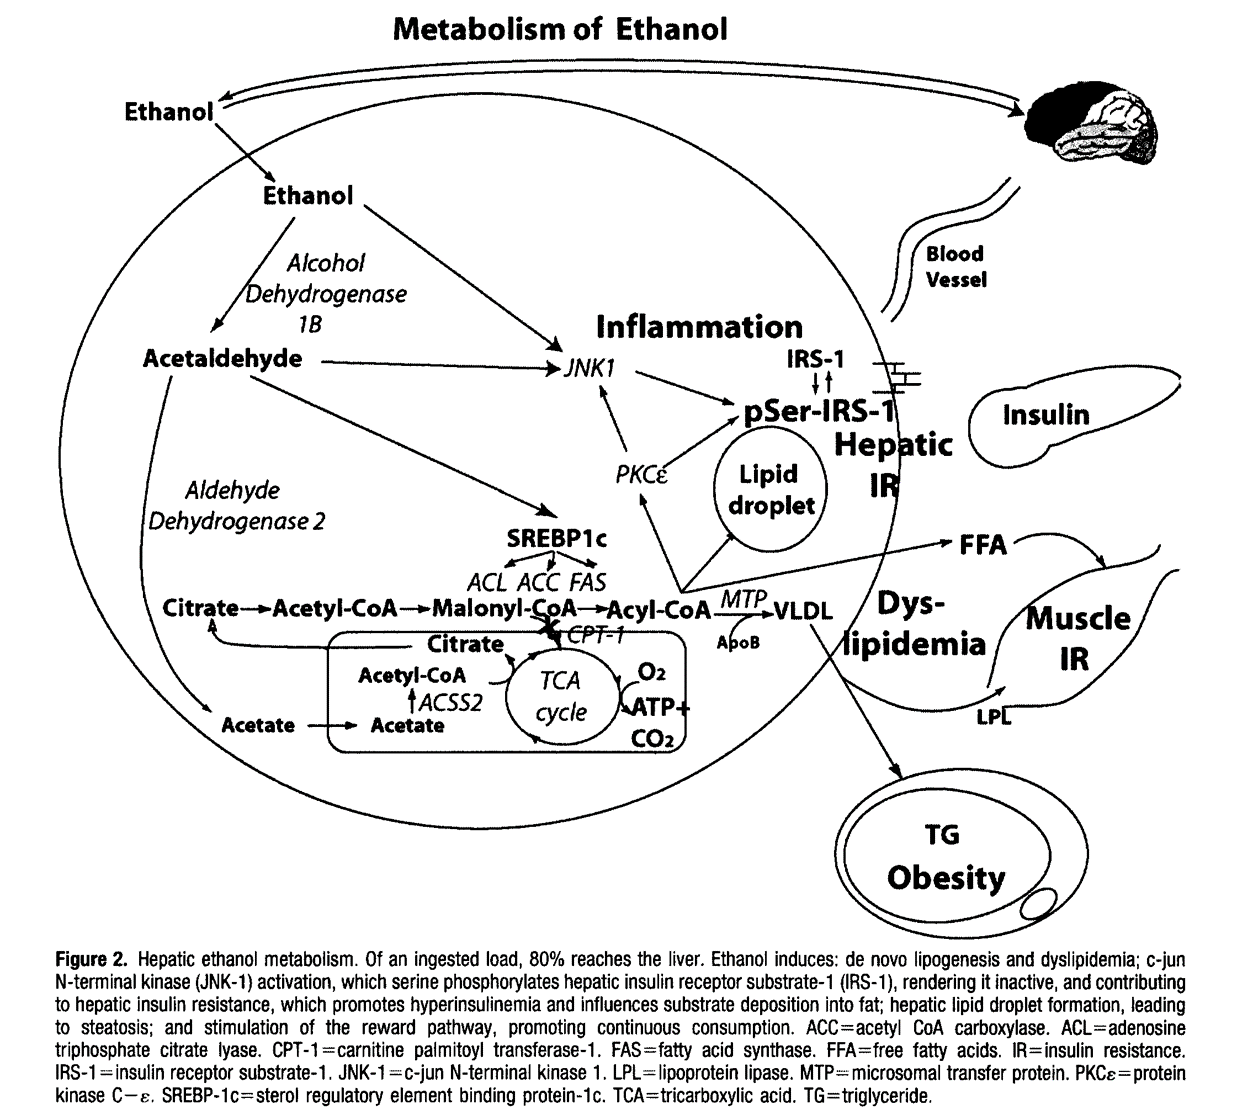 Metabolism of Ethanol
Ethanol
Ethanol
Blood
Vessel
Alcohol
Dehydrogenase
1B
Inflammation
Acetaldehyde
JNK1
IRS-1
pSer-IRS-1
Insulin
Hepatic
IR
PKCε
Lipid
droplet
Aldehyde
Dehydrogenase 2
SREBP1c
FFA
ACL ACC FAS
Citrate
Acetyl-CoA
Malonyl-CoA
Acyl-CoA
MTP
VLDL
ApoB
Dys-
lipidemia
Muscle
IR
CPT-1
Citrate
Acetyl-CoA
ACSS2
TCA
cycle
O2
ATP+
CO2
Acetate
Acetate
LPL
TG
Obesity
Figure 2. Hepatic ethanol metabolism. Of an ingested load, 80% reaches the liver. Ethanol induces: de novo lipogenesis and dyslipidemia; c-jun
N-terminal kinase (JNK-1) activation, which serine phosphorylates hepatic insulin receptor substrate-1 (IRS-1), rendering it inactive, and contributing
to hepatic insulin resistance, which promotes hyperinsulinemia and influences substrate deposition into fat; hepatic lipid droplet formation, leading
to steatosis; and stimulation of the reward pathway, promoting continuous consumption. ACC=acetyl CoA carboxylase. ACL=adenosine
triphosphate citrate lyase. CPT-1=carnitine palmitoyl transferase-1. FAS=fatty acid synthase. FFA=free fatty acids. IR=insulin resistance.
IRS-1=insulin receptor substrate-1. JNK-1=c-jun N-terminal kinase 1. LPL=lipoprotein lipase. MTP=microsomal transfer protein. PKCε=protein
kinase C−ε. SREBP-1c=sterol regulatory element binding protein-1c. TCA=tricarboxylic acid. TG=triglyceride.